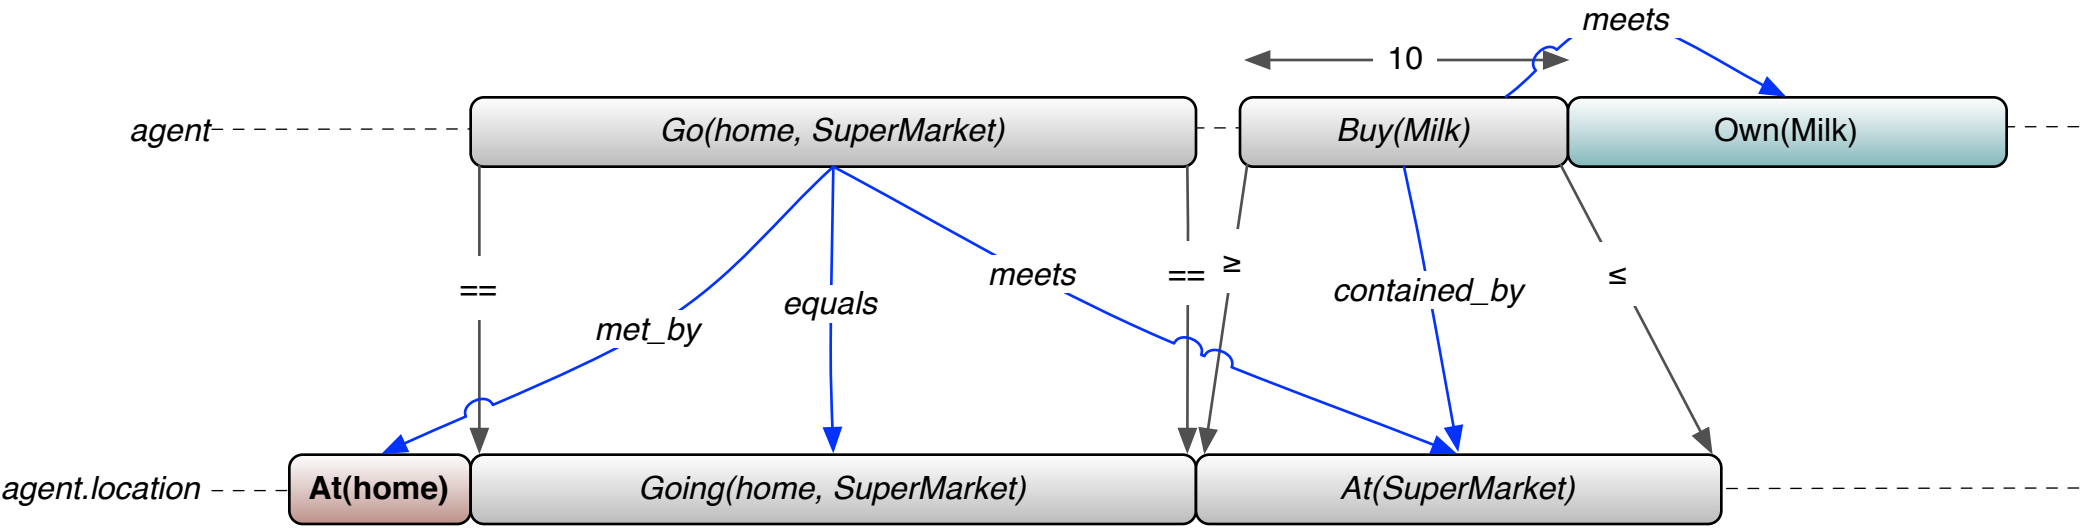 meets
10
agent
Go(home, SuperMarket)
Buy(Milk)
Own(Milk)
==
met_by
equals
meets
==
≥
contained_by
≤
agent.location
At(home)
Going(home, SuperMarket)
At(SuperMarket)